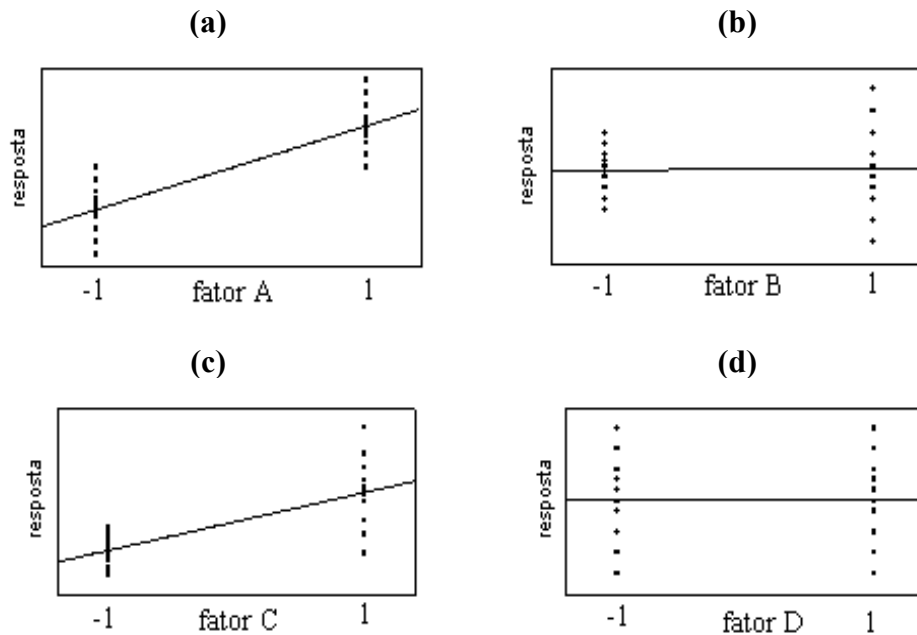 (a)
resposta
-1 fator A 1
(b)
resposta
-1 fator B 1
(c)
resposta
-1 fator C 1
(d)
resposta
-1 fator D 1